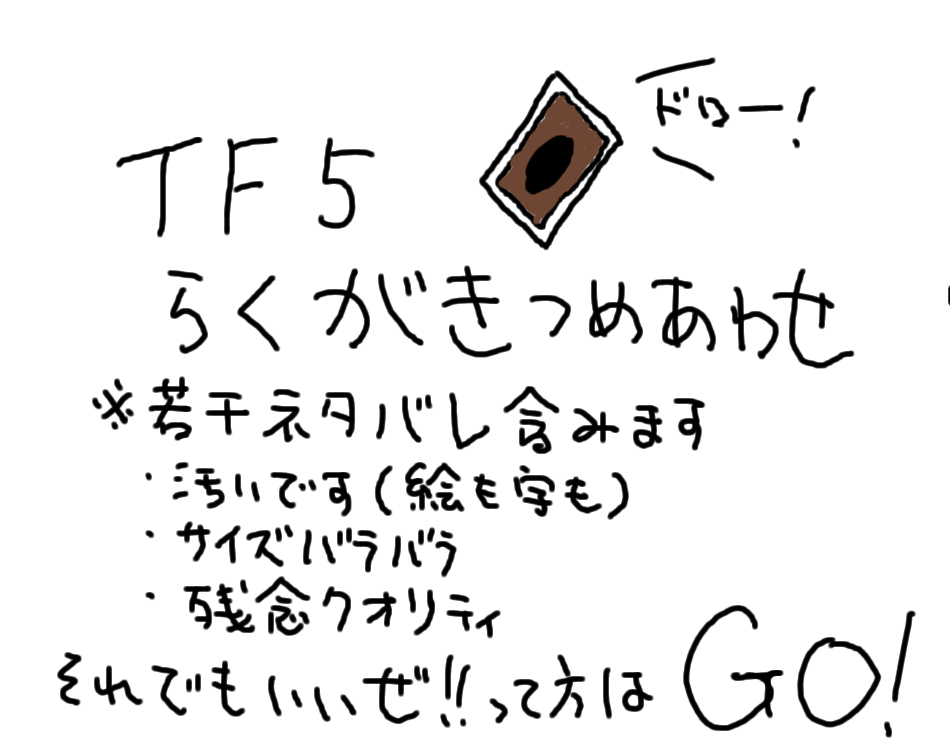 ドロー!
TF5
らくがきつめあわせ
※若干ネタバレ含みます
・汚いです(絵も字も)
・サイズバラバラ
・残念クオリティ
それでもいいぜ!!って方はGO!